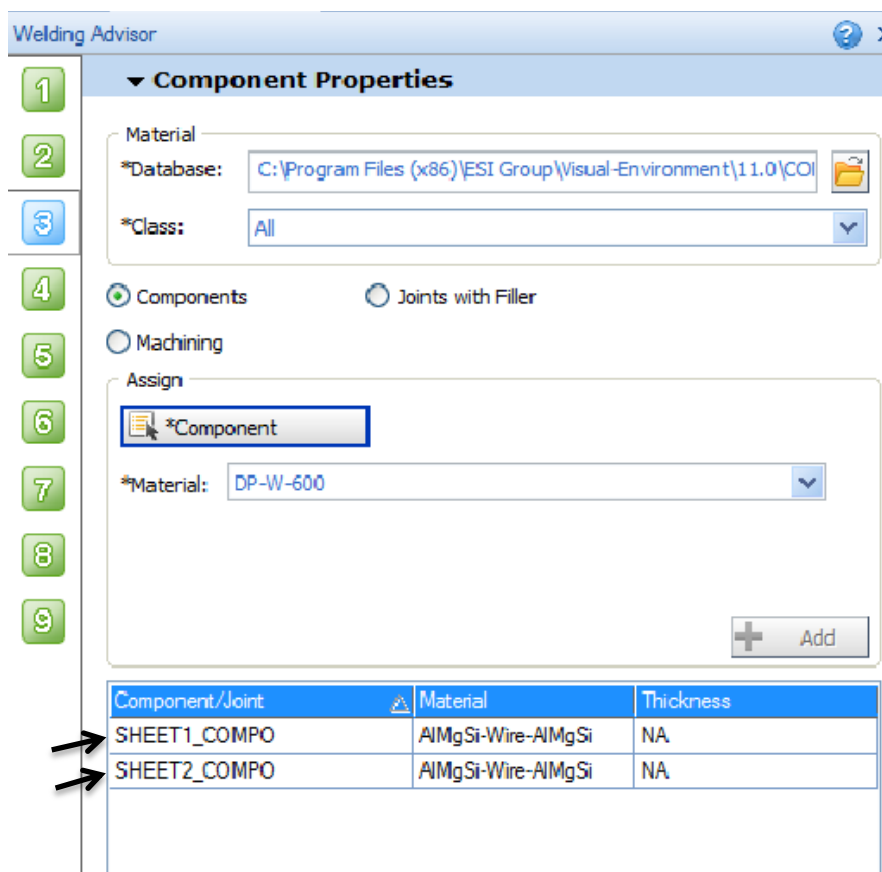 Welding Advisor
1
Component Properties
2
Material
*Database: C:\Program Files (x86)\ESI Group\Visual-Environment\11.0\COI
3
*Class: All
4
Components Joints with Filler
5
Machining
Assign
6
*Component
7
*Material: DP-W-600
8
9
Add
Component/Joint Material Thickness
SHEET1_COMPO AlMgSi-Wire-AlMgSi NA
SHEET2_COMPO AlMgSi-Wire-AlMgSi NA